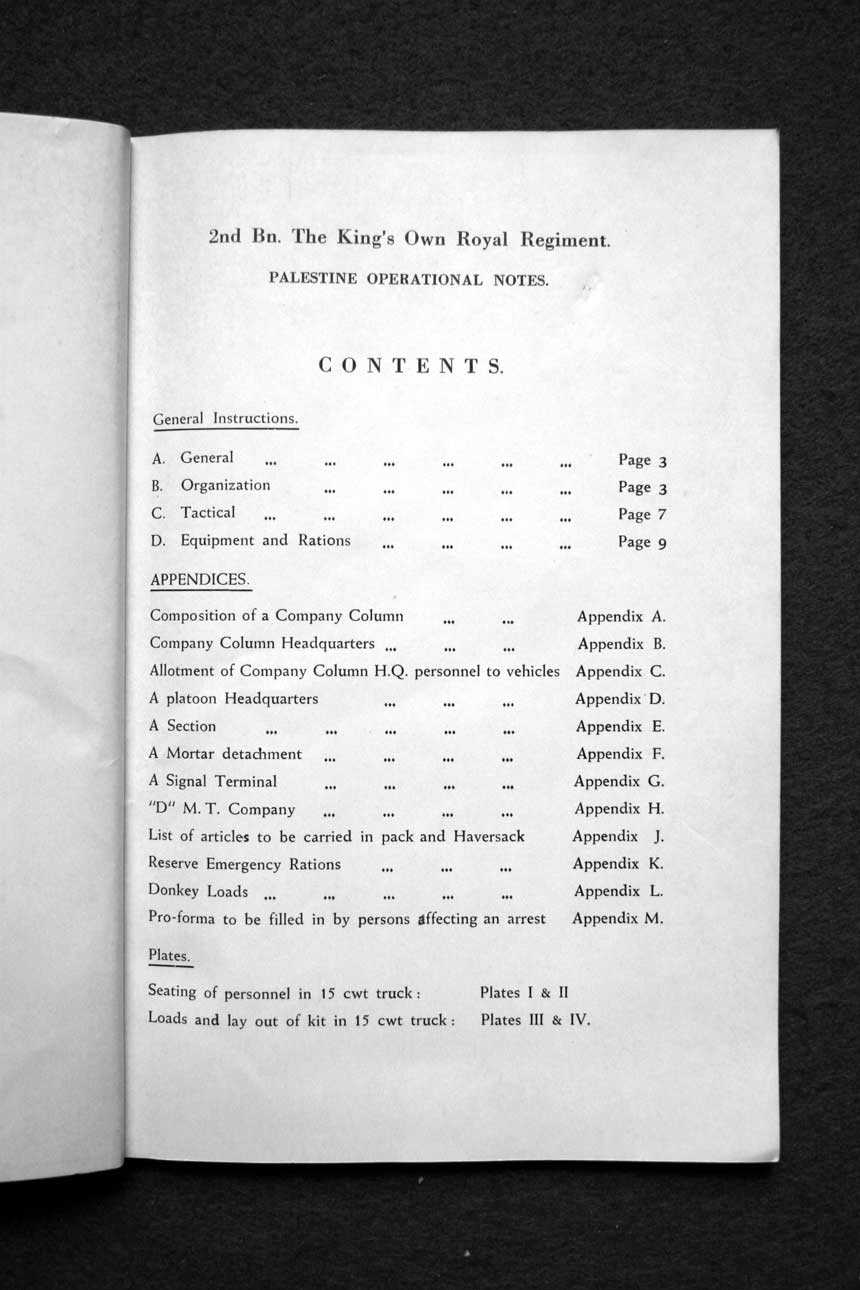 2nd Bn. The King's Own Royal Regiment.
PALESTINE OPERATIONAL NOTES.
CONTENTS.
General Instructions.
A. General ... ... ... ... ... ... Page 3
B. Organization ... ... ... ... ... Page 3
C. Tactical ... ... ... ... ... ... Page 7
D. Equipment and Rations ... ... ... ... Page 9
APPENDICES.
Composition of a Company Column ... ... Appendix A.
Company Column Headquarters ... ... ... Appendix B.
Allotment of Company Column H.Q. personnel to vehicles Appendix C.
A platoon Headquarters ... ... ... Appendix D.
A Section ... ... ... ... ... Appendix E.
A Mortar detachment ... ... ... ... Appendix F.
A Signal Terminal ... ... ... ... Appendix G.
"D" M. T. Company ... ... ... ... Appendix H.
List of articles to be carried in pack and Haversack Appendix J.
Reserve Emergency Rations ... ... ... Appendix K.
Donkey Loads ... ... ... ... ... Appendix L.
Pro-forma to be filled in by persons affecting an arrest Appendix M.
Plates.
Seating of personnel in 15 cwt truck : Plates I & II
Loads and lay out of kit in 15 cwt truck : Plates III & IV.